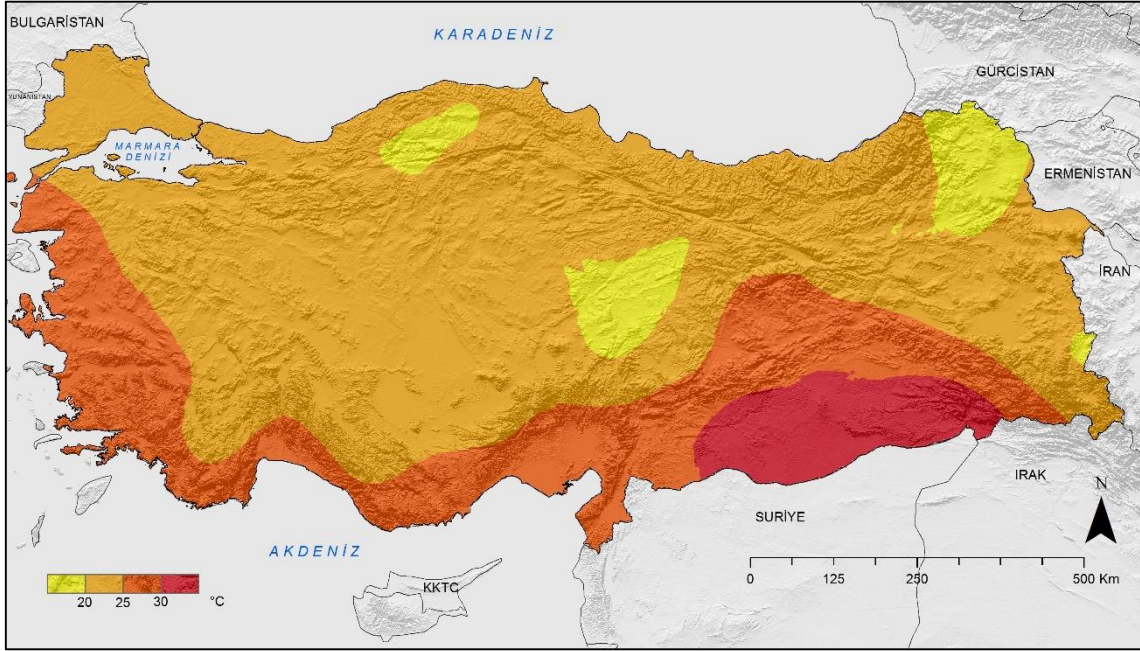 BULGARİSTAN
KARADENİZ
GÜRCİSTAN
YUNANİSTAN
MARMARA
DENİZİ
ERMENİSTAN
İRAN
IRAK
N
SURİYE
AKDENİZ
KKTC
0 125 250 500 Km
20 25 30 °C